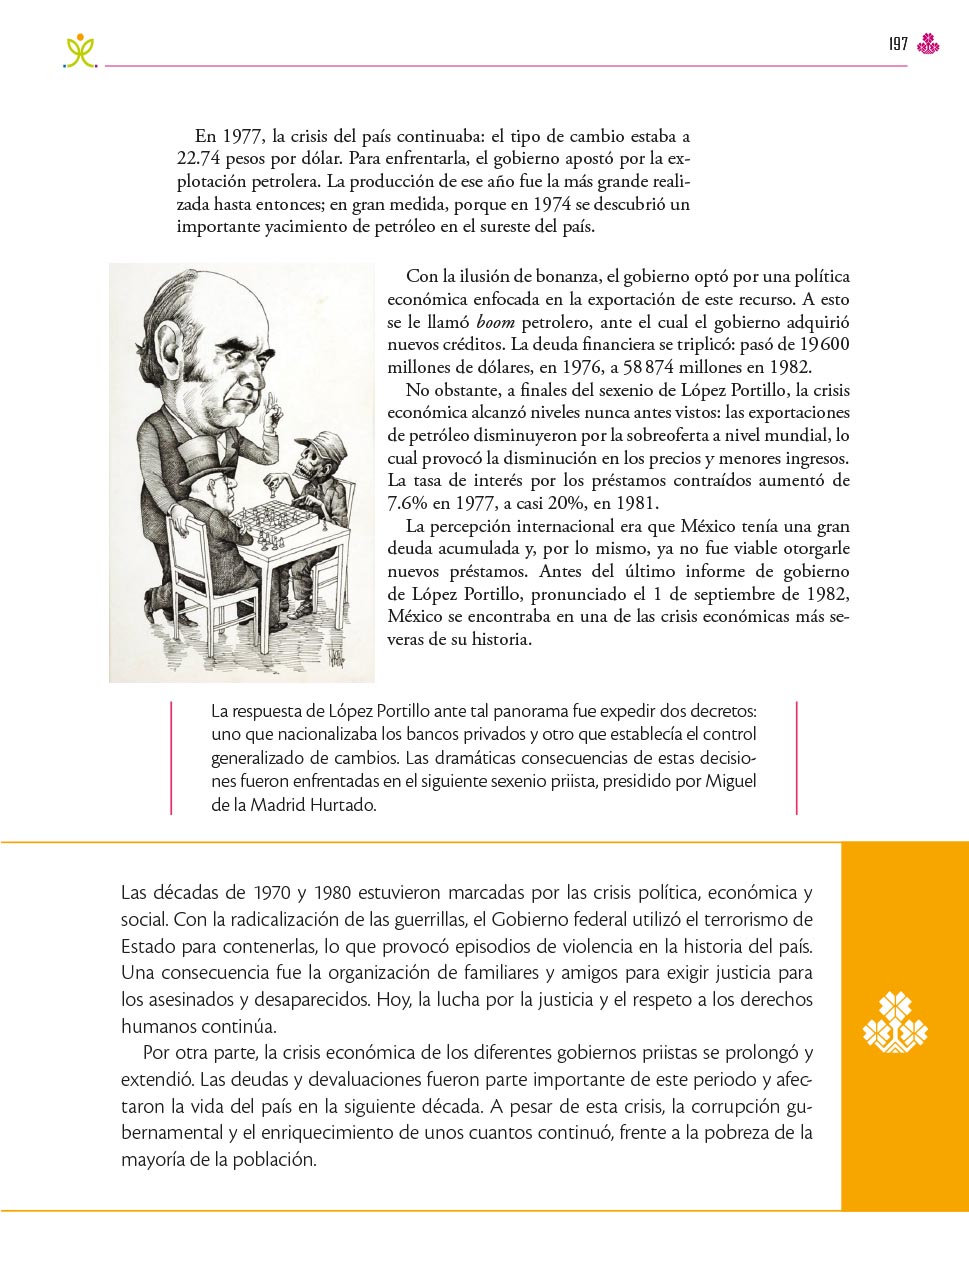 197
En 1977, la crisis del país continuaba: el tipo de cambio estaba a
22.74 pesos por dólar. Para enfrentarla, el gobierno apostó por la ex-
plotación petrolera. La producción de ese año fue la más grande reali-
zada hasta entonces; en gran medida, porque en 1974 se descubrió un
importante yacimiento de petróleo en el sureste del país.
Con la ilusión de bonanza, el gobierno optó por una política
económica enfocada en la exportación de este recurso. A esto
se le llamó boom petrolero, ante el cual el gobierno adquirió
nuevos créditos. La deuda financiera se triplicó: pasó de 19 600
millones de dólares, en 1976, a 58 874 millones en 1982.
No obstante, a finales del sexenio de López Portillo, la crisis
económica alcanzó niveles nunca antes vistos: las exportaciones
de petróleo disminuyeron por la sobreoferta a nivel mundial, lo
cual provocó la disminución en los precios y menores ingresos.
La tasa de interés por los préstamos contraídos aumentó de
7.6% en 1977, a casi 20%, en 1981.
La percepción internacional era que México tenía una gran
deuda acumulada y, por lo mismo, ya no fue viable otorgarle
nuevos préstamos. Antes del último informe de gobierno
de López Portillo, pronunciado el 1 de septiembre de 1982,
México se encontraba en una de las crisis económicas más se-
veras de su historia.
La respuesta de López Portillo ante tal panorama fue expedir dos decretos:
uno que nacionalizaba los bancos privados y otro que establecía el control
generalizado de cambios. Las dramáticas consecuencias de estas decisio-
nes fueron enfrentadas en el siguiente sexenio priista, presidido por Miguel
de la Madrid Hurtado.
Las décadas de 1970 y 1980 estuvieron marcadas por las crisis política, económica y
social. Con la radicalización de las guerrillas, el Gobierno federal utilizó el terrorismo de
Estado para contenerlas, lo que provocó episodios de violencia en la historia del país.
Una consecuencia fue la organización de familiares y amigos para exigir justicia para
los asesinados y desaparecidos. Hoy, la lucha por la justicia y el respeto a los derechos
humanos continúa.
Por otra parte, la crisis económica de los diferentes gobiernos priistas se prolongó y
extendió. Las deudas y devaluaciones fueron parte importante de este periodo y afec-
taron la vida del país en la siguiente década. A pesar de esta crisis, la corrupción gu-
bernamental y el enriquecimiento de unos cuantos continuó, frente a la pobreza de la
mayoría de la población.